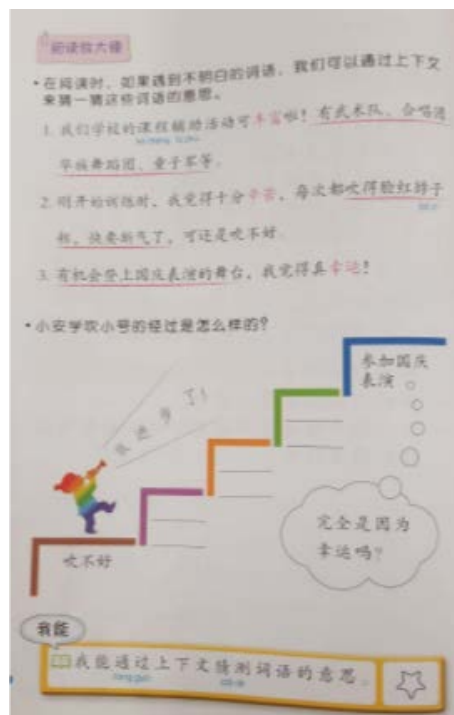 阅读放大镜
•在阅读时，如果遇到不明白的词语，我们可以通过上下文
来猜一猜这些词语的意思。
1. 我们学校的课程辅助活动可丰富啦！有武术队、合唱团、
华族舞蹈团、童子军等。
2. 刚开始训练时，我觉得十分辛苦，每次都吹得脸红脖子
粗，快要断气了，可还是吹不好。
3. 有机会登上国庆表演的舞台，我觉得真幸运！
•小安学吹小号的经过是怎么样的？
参加国庆
表演
我进步了！
完全是因为
幸运吗？
吹不好
我能
我能通过上下文猜测词语的意思。